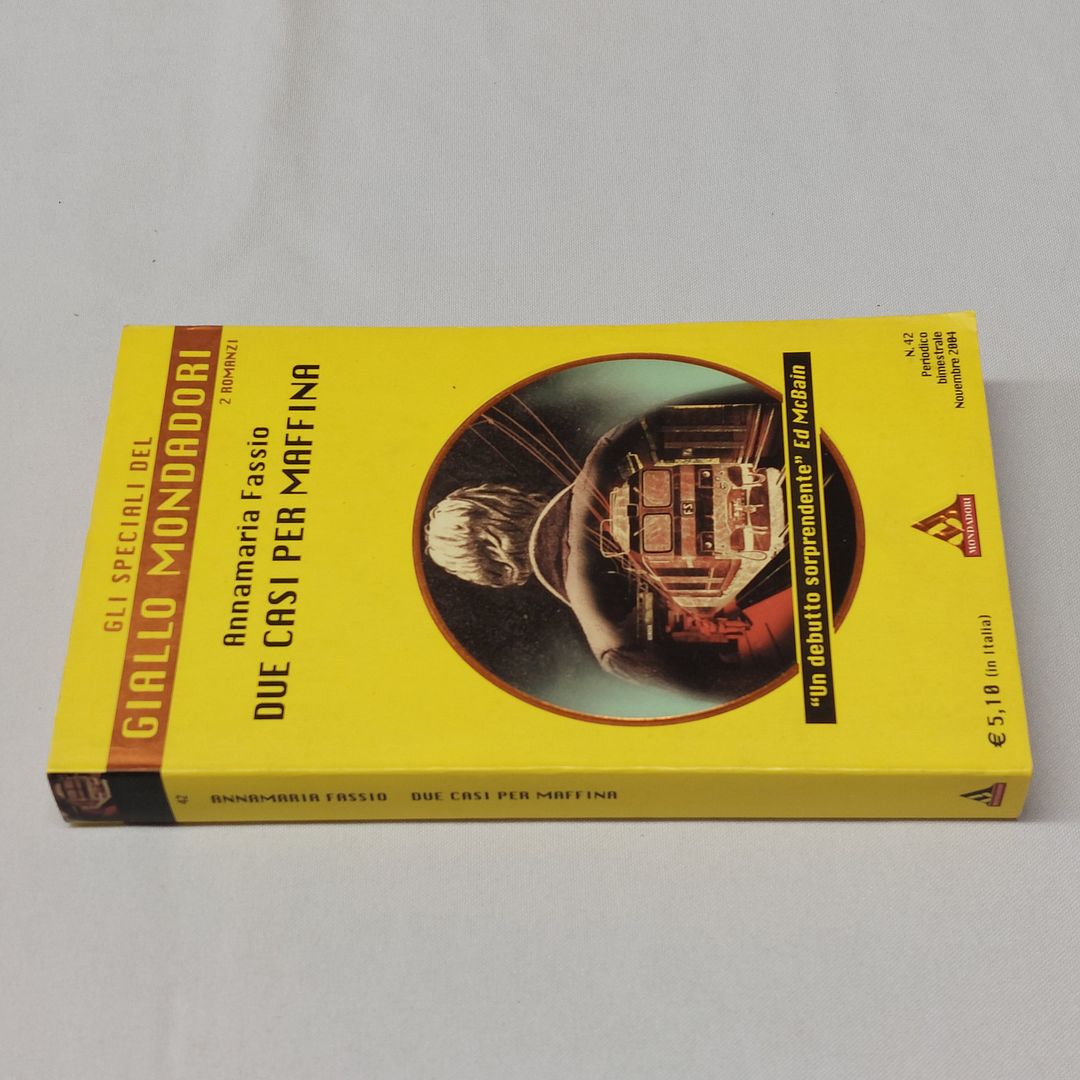 GLI SPECIALI DEL
GIALLO MONDADORI
2 ROMANZI
Annamaria Fassio
DUE CASI PER MAFFINA
FS
"Un debutto sorprendente" Ed McBain
€ 5,10 (in Italia)
MONDADORI
N. 42
Periodico
bimestrale
Novembre 2004
42
ANNAMARIA FASSIO DUE CASI PER MAFFINA